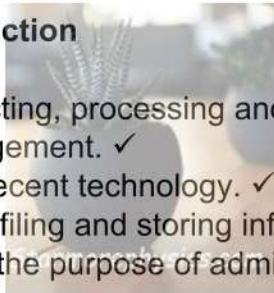 ction
ting, processing and
gement. ✓
ecent technology. ✓
filing and storing inf
the purpose of admi